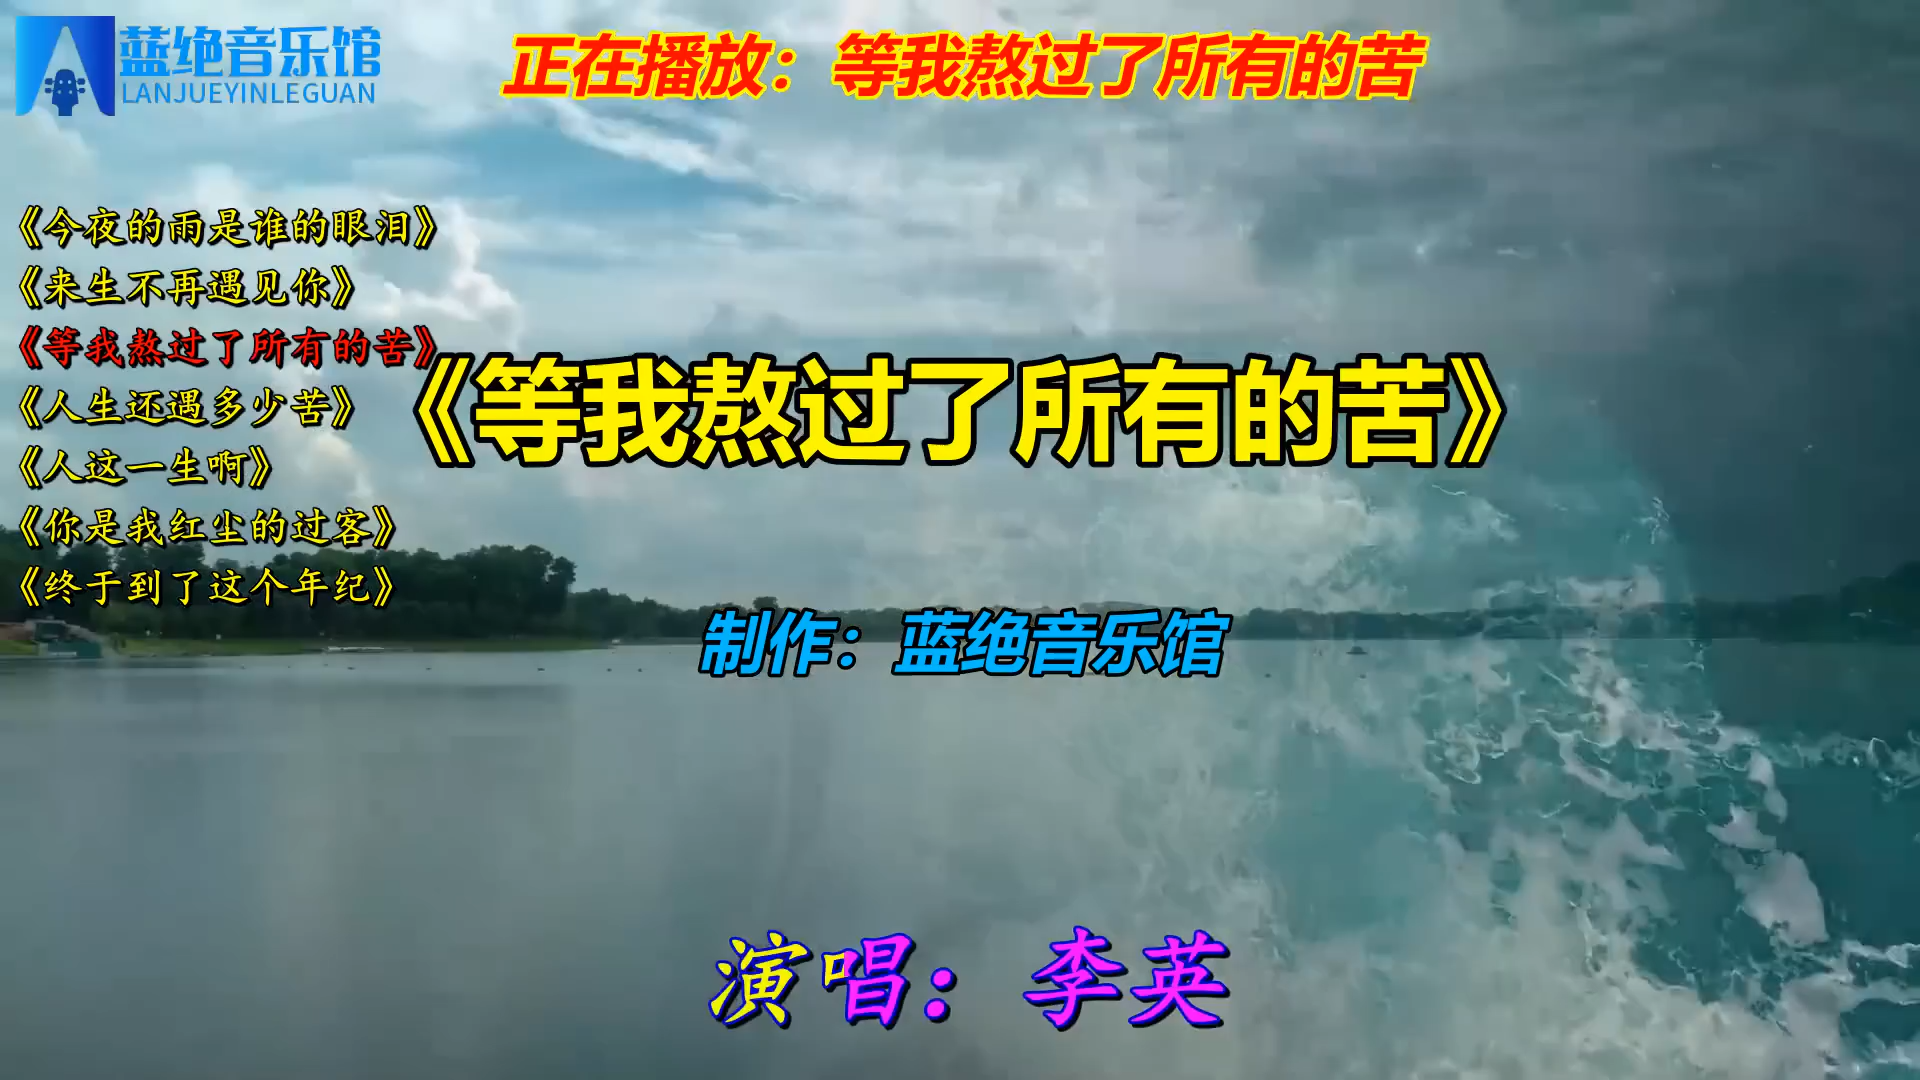 蓝绝音乐馆
LANJUEYINLEGUAN
正在播放：等我熬过了所有的苦
《今夜的雨是谁的眼泪》
《来生不再遇见你》
《等我熬过了所有的苦》
《人生还遇多少苦》
《人这一生啊》
《你是我红尘的过客》
《终于到了这个年纪》
《等我熬过了所有的苦》
制作：蓝绝音乐馆
演唱：李英